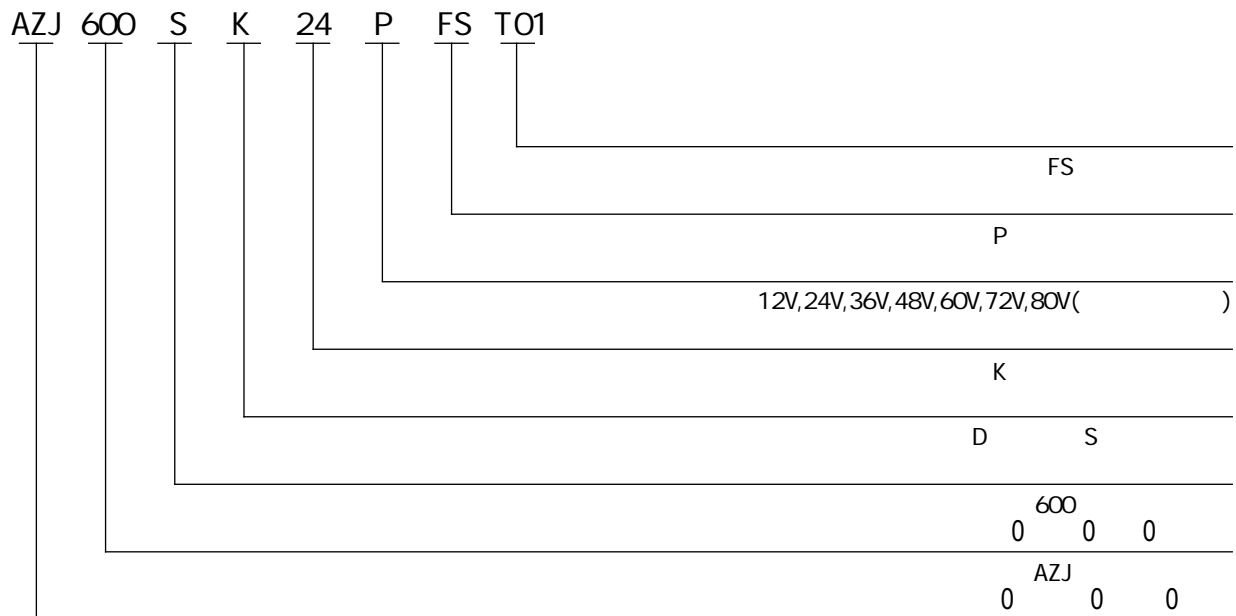 AZJ 600 S K 24 P FS T01
FS
P
12V,24V,36V,48V,60V,72V,80V( )
K
D S
600
0 0 0
AZJ
0 0 0